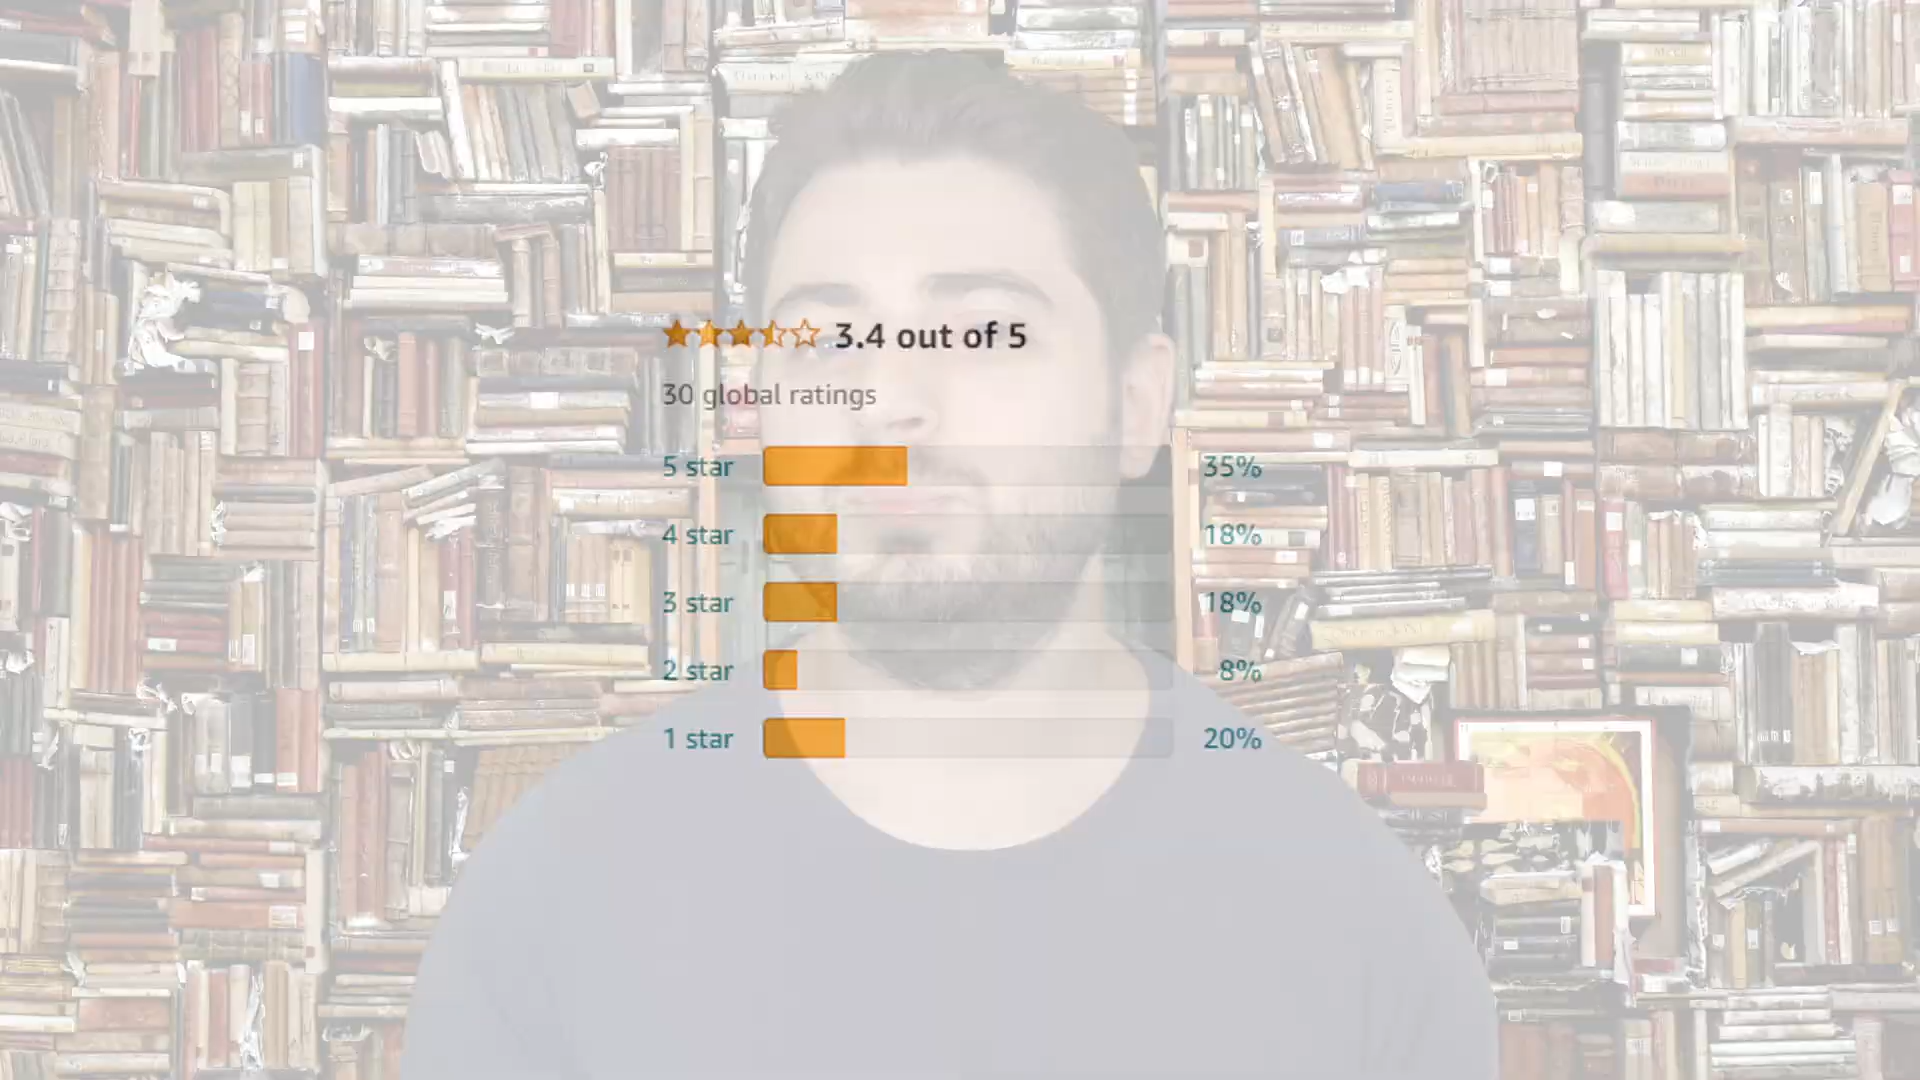 3.4 out of 5
30 global ratings
5 star 35%
4 star 18%
3 star 18%
2 star 8%
1 star 20%